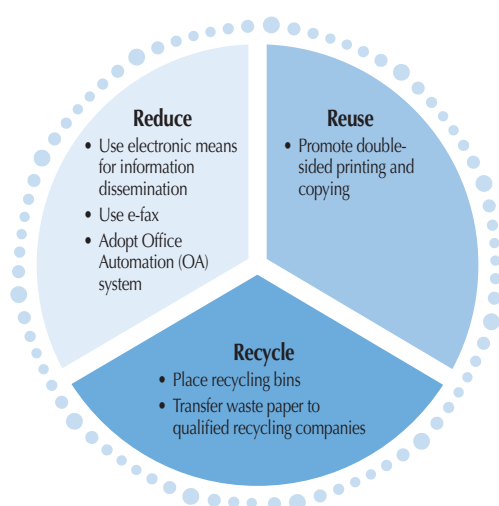 Reduce
• Use electronic means
for information
dissemination
• Use e-fax
• Adopt Office
Automation (OA)
system
Reuse
• Promote double-
sided printing and
copying
Recycle
• Place recycling bins
• Transfer waste paper to
qualified recycling companies